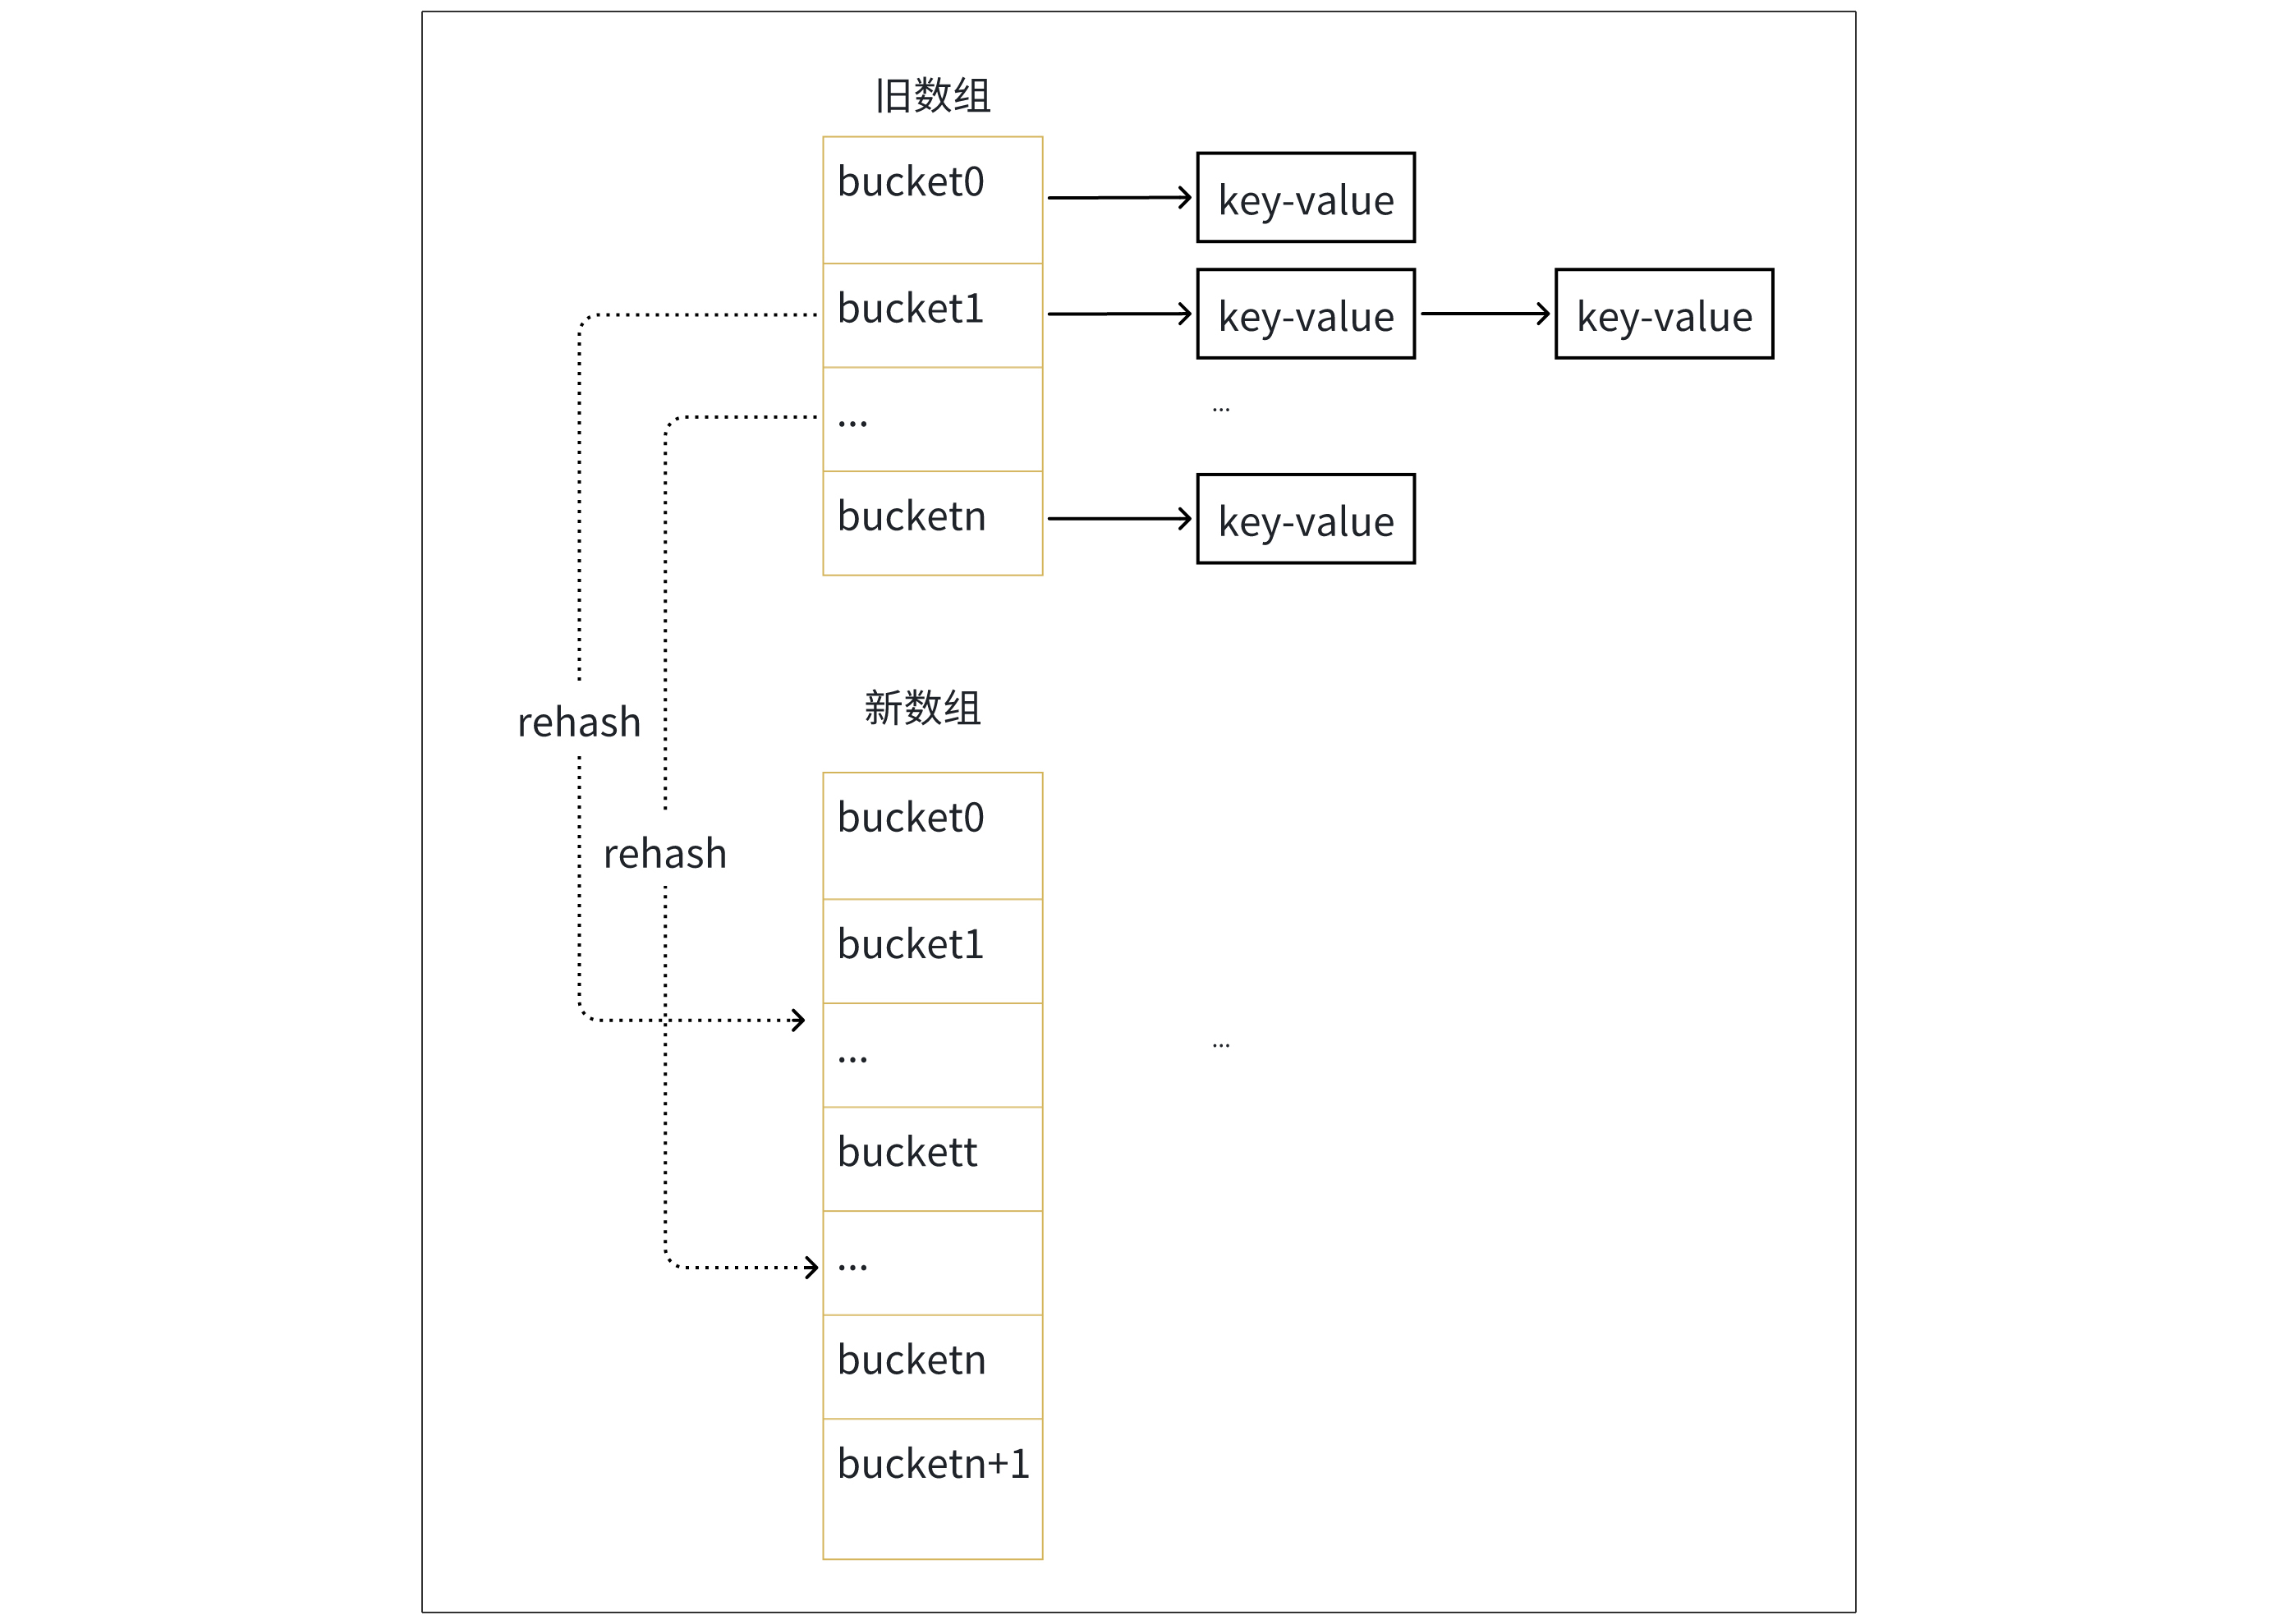 旧数组
bucket0
key-value
bucket1
key-value
key-value
...
...
bucketn
key-value
rehash
rehash
新数组
bucket0
bucket1
...
...
buckett
...
bucketn
bucketn+1